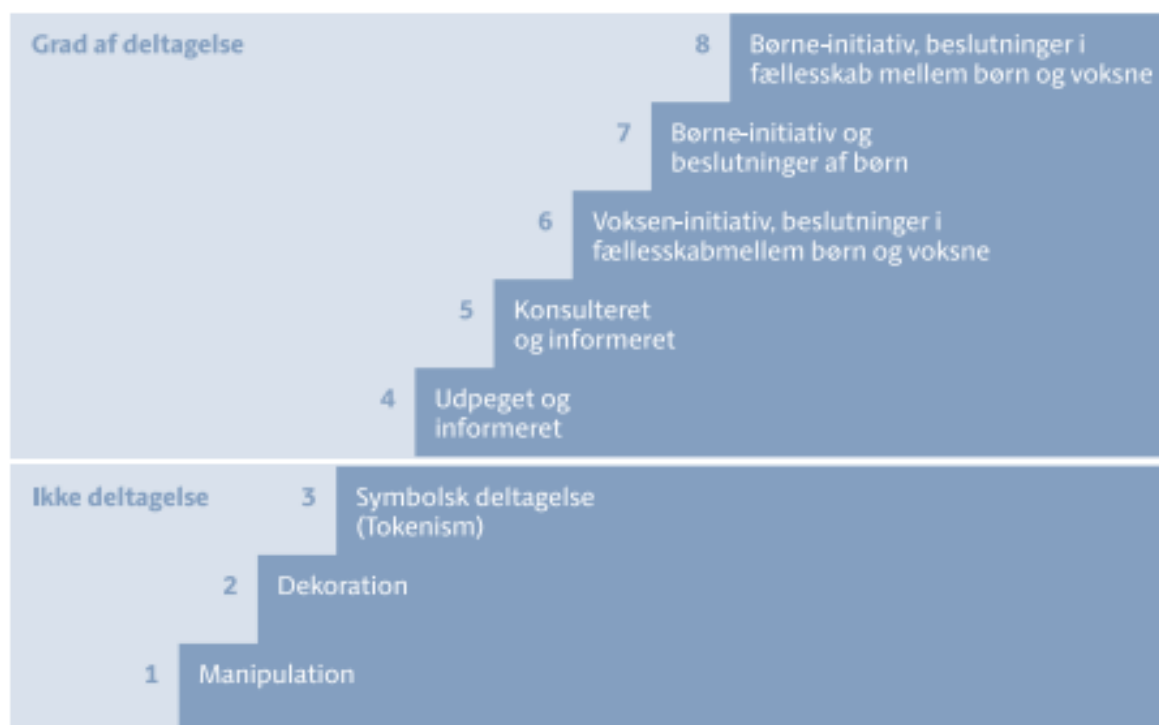 Grad af deltagelse
8
Børne-initiativ, beslutninger i
fællesskab mellem børn og voksne
7
Børne-initiativ og
beslutninger af børn
6
Voksen-initiativ, beslutninger i
fællesskabmellem børn og voksne
5
Konsulteret
og informeret
4
Udpeget og
informeret
Ikke deltagelse
3
Symbolsk deltagelse
(Tokenism)
2
Dekoration
1
Manipulation